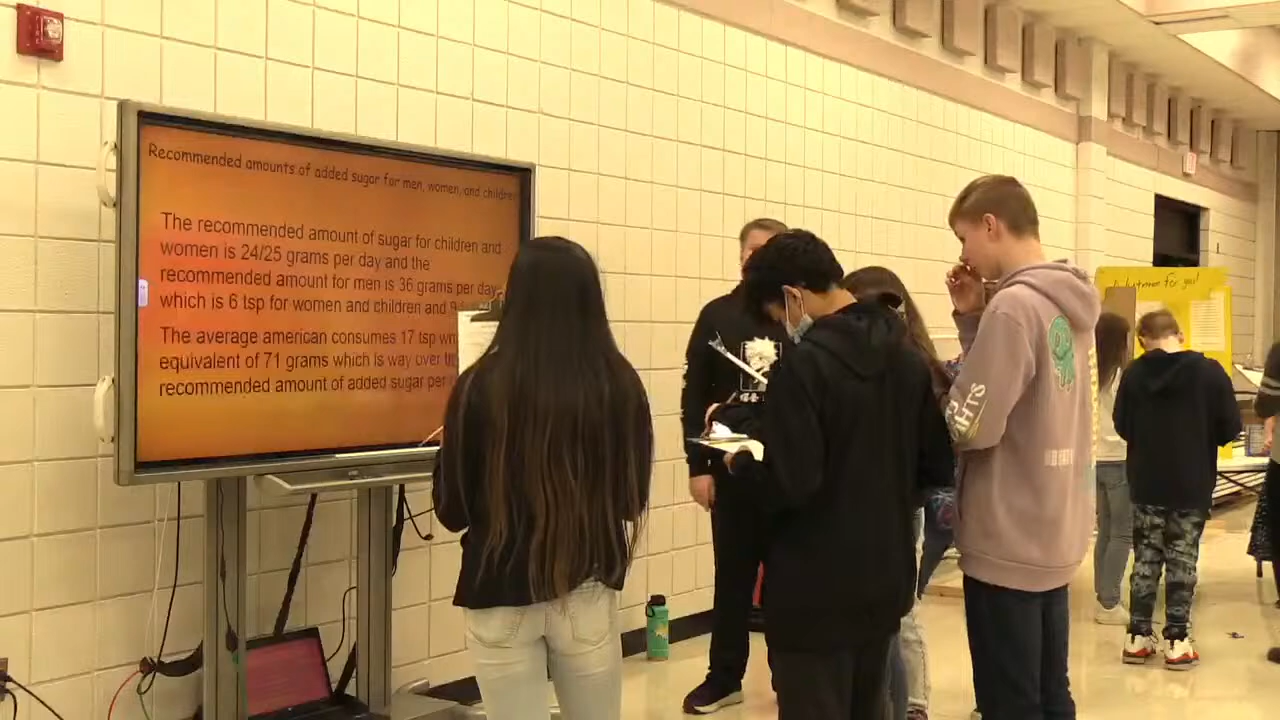 Recommended amounts of added sugar for men, women, and children
The recommended amount of sugar for children and
women is 24/25 grams per day and the
recommended amount for men is 36 grams per day
which is 6 tsp for women and children and
The average american consumes 17 tsp
equivalent of 71 grams which is way over
recommended amount of added sugar per
for you!